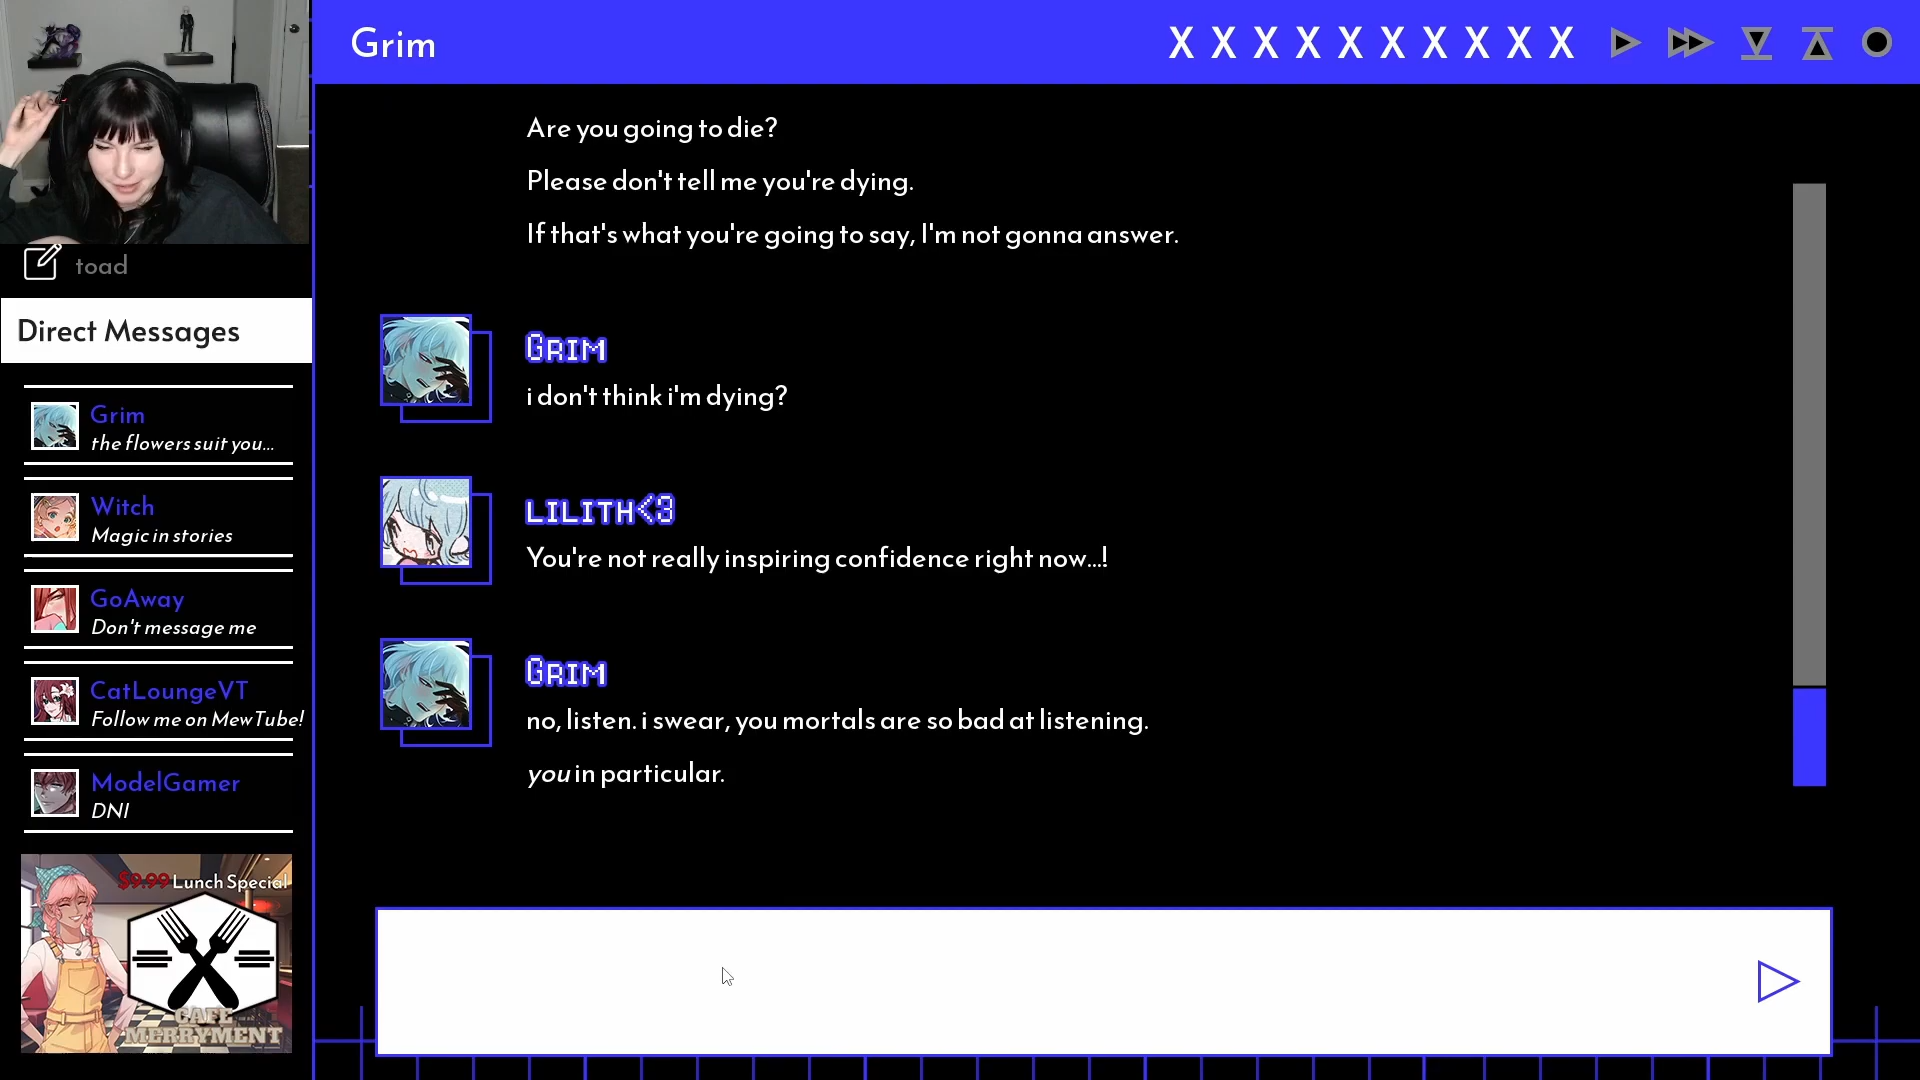 Grim
X X X X X X X X X X
toad
Direct Messages
Grim
the flowers suit you...
Witch
Magic in stories
GoAway
Don't message me
CatLoungeVT
Follow me on MewTube!
ModelGamer
DNI
$9.99 Lunch Special
CAFE
MERRYMENT
Are you going to die?
Please don't tell me you're dying.
If that's what you're going to say, I'm not gonna answer.
Grim
i don't think i'm dying?
LILITH<3
You're not really inspiring confidence right now...!
Grim
no, listen. i swear, you mortals are so bad at listening.
you in particular.